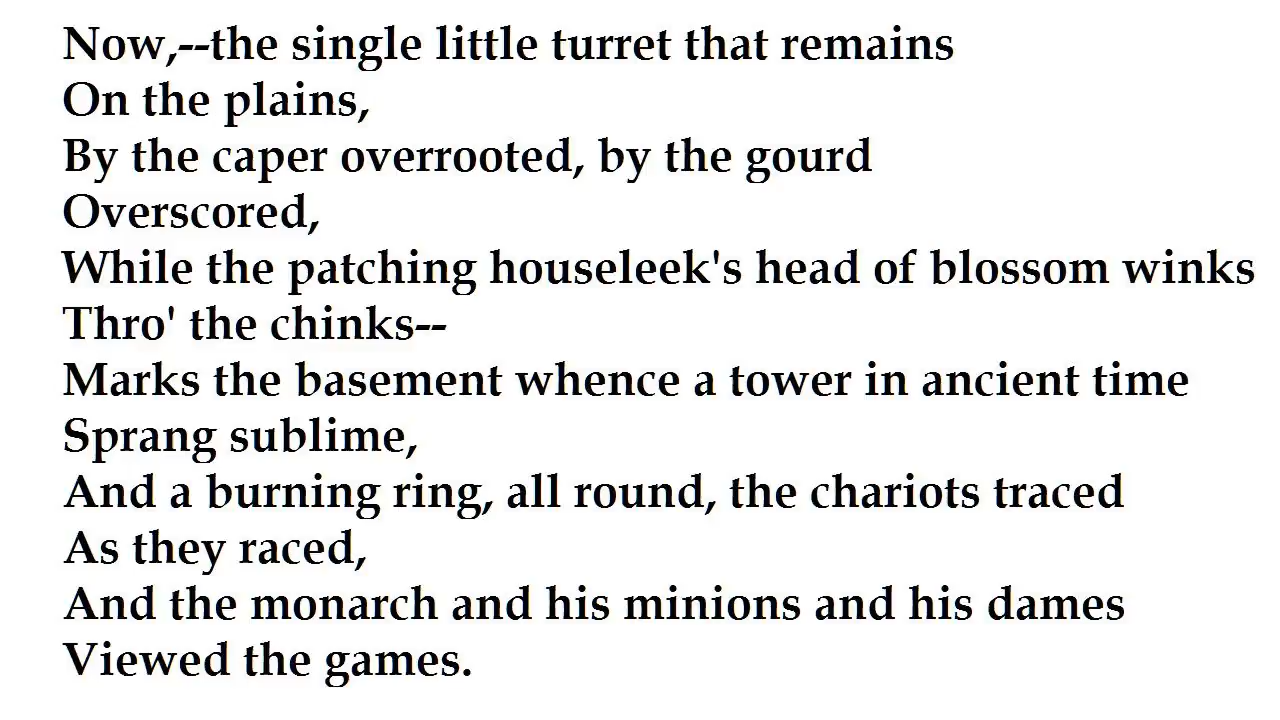 Now,--the single little turret that remains
On the plains,
By the caper overrooted, by the gourd
Overscored,
While the patching houseleek's head of blossom winks
Thro' the chinks--
Marks the basement whence a tower in ancient time
Sprang sublime,
And a burning ring, all round, the chariots traced
As they raced,
And the monarch and his minions and his dames
Viewed the games.